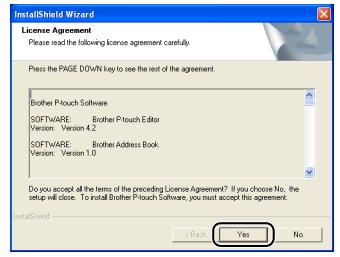 InstallShield Wizard
License Agreement
Please read the following license agreement carefully.
Press the PAGE DOWN key to see the rest of the agreement.
Brother P-touch Software
SOFTWARE: Brother P-touch Editor
Version: Version 4.2
SOFTWARE: Brother Address Book
Version: Version 1.0
Do you accept all the terms of the preceding License Agreement? If you choose No, the
setup will close. To install Brother P-touch Software, you must accept this agreement.
InstallShield
< Back
Yes
No